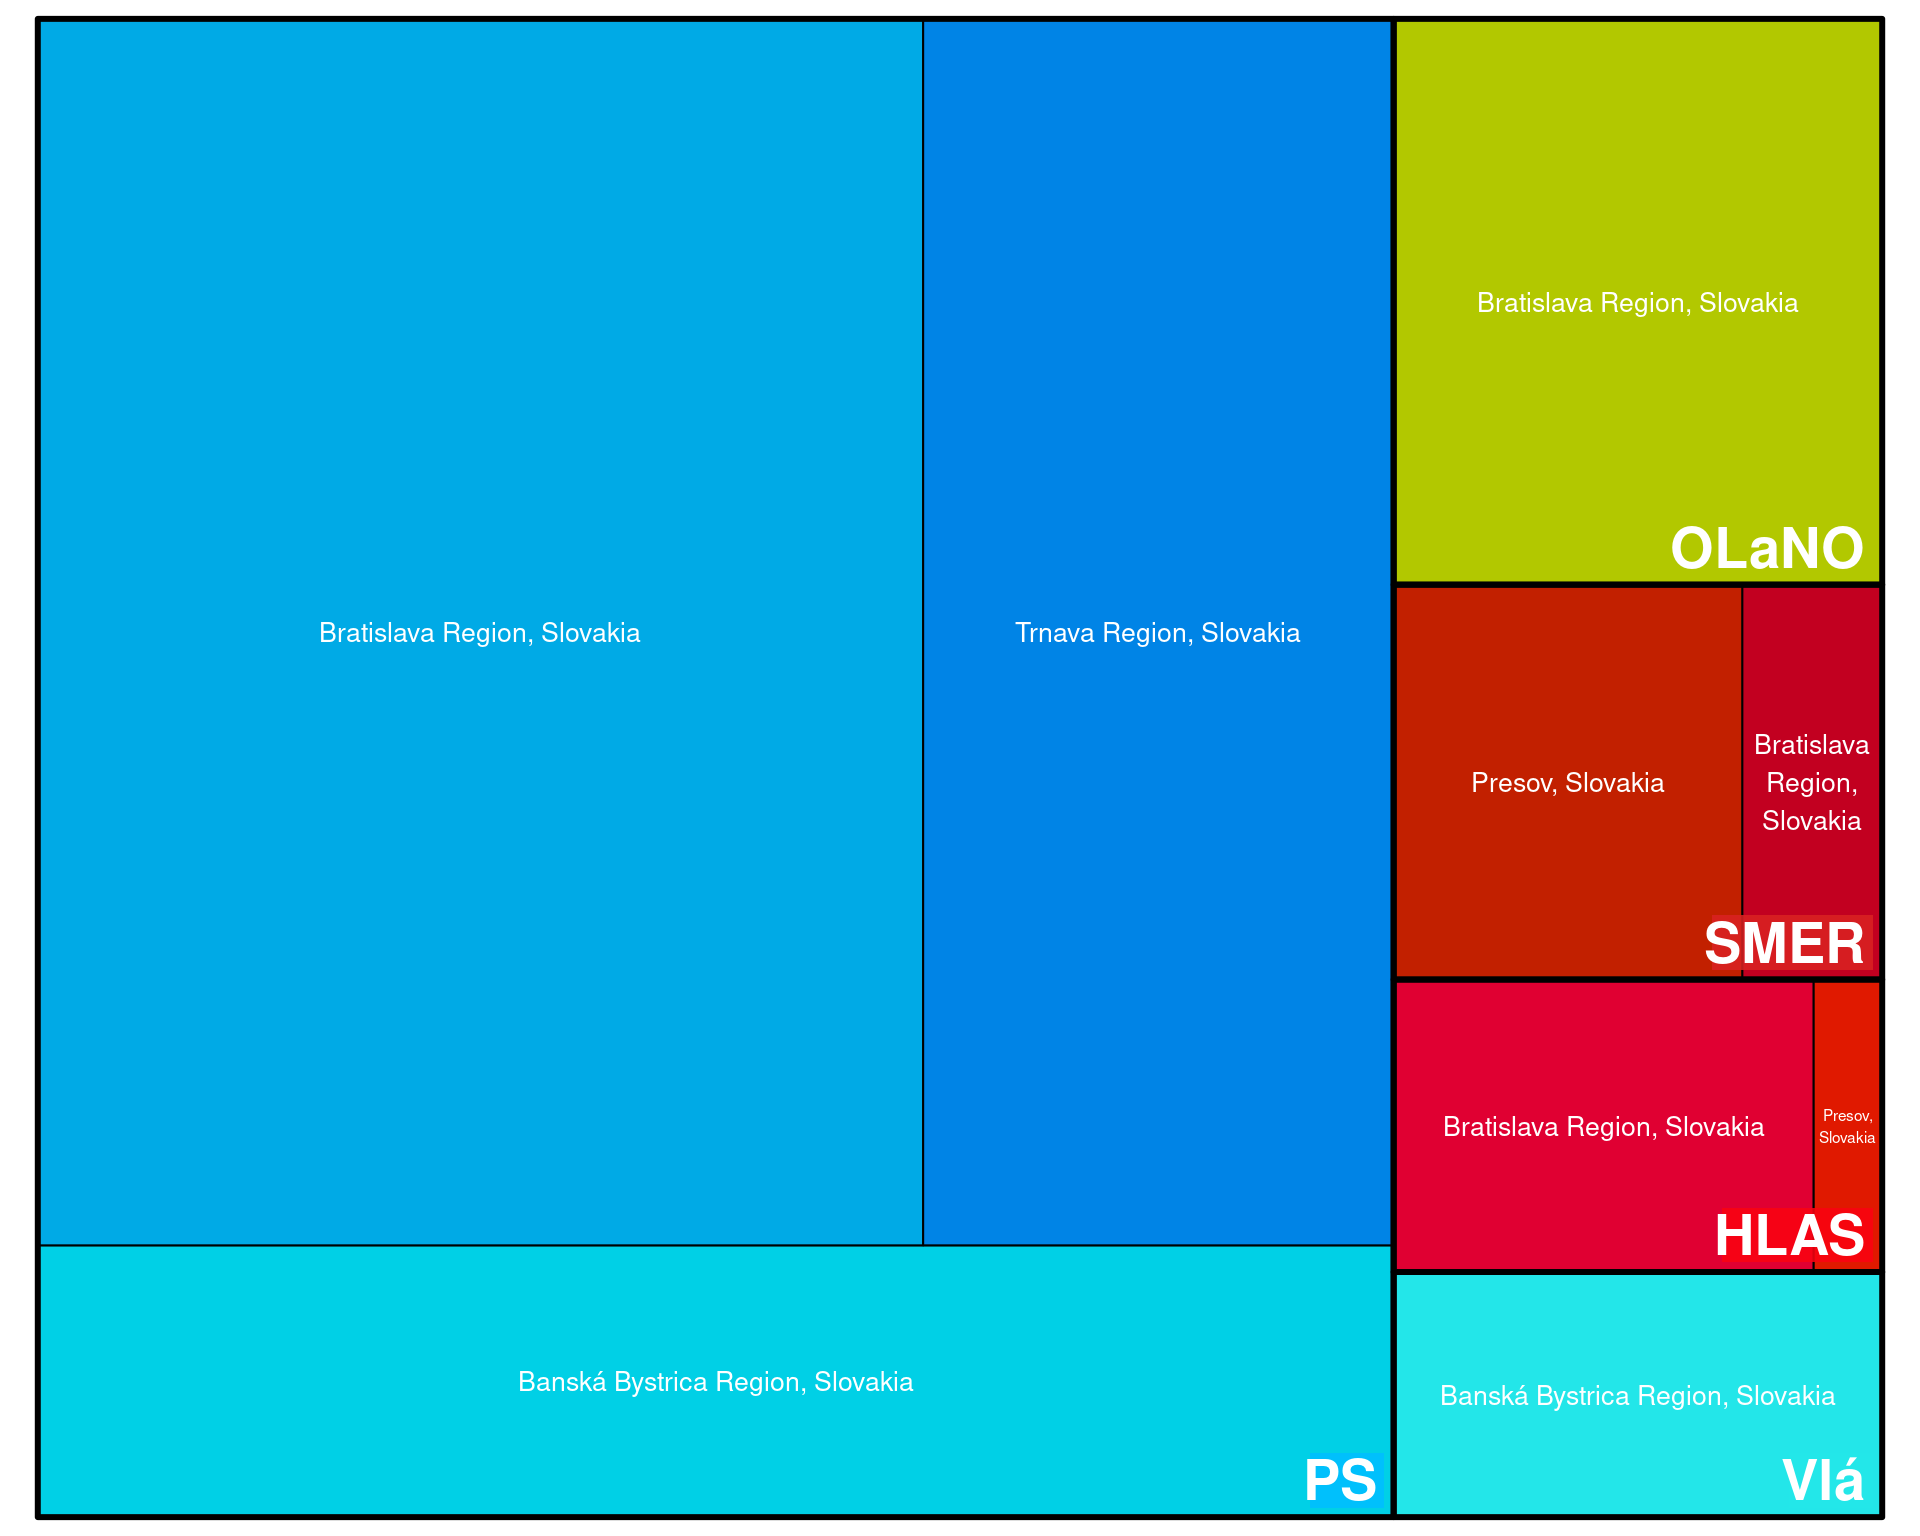 Bratislava Region, Slovakia
Trnava Region, Slovakia
Banská Bystrica Region, Slovakia
PS
Bratislava Region, Slovakia
OLaNO
Presov, Slovakia
Bratislava
Region,
Slovakia
SMER
Bratislava Region, Slovakia
Presov,
Slovakia
HLAS
Banská Bystrica Region, Slovakia
Vlá